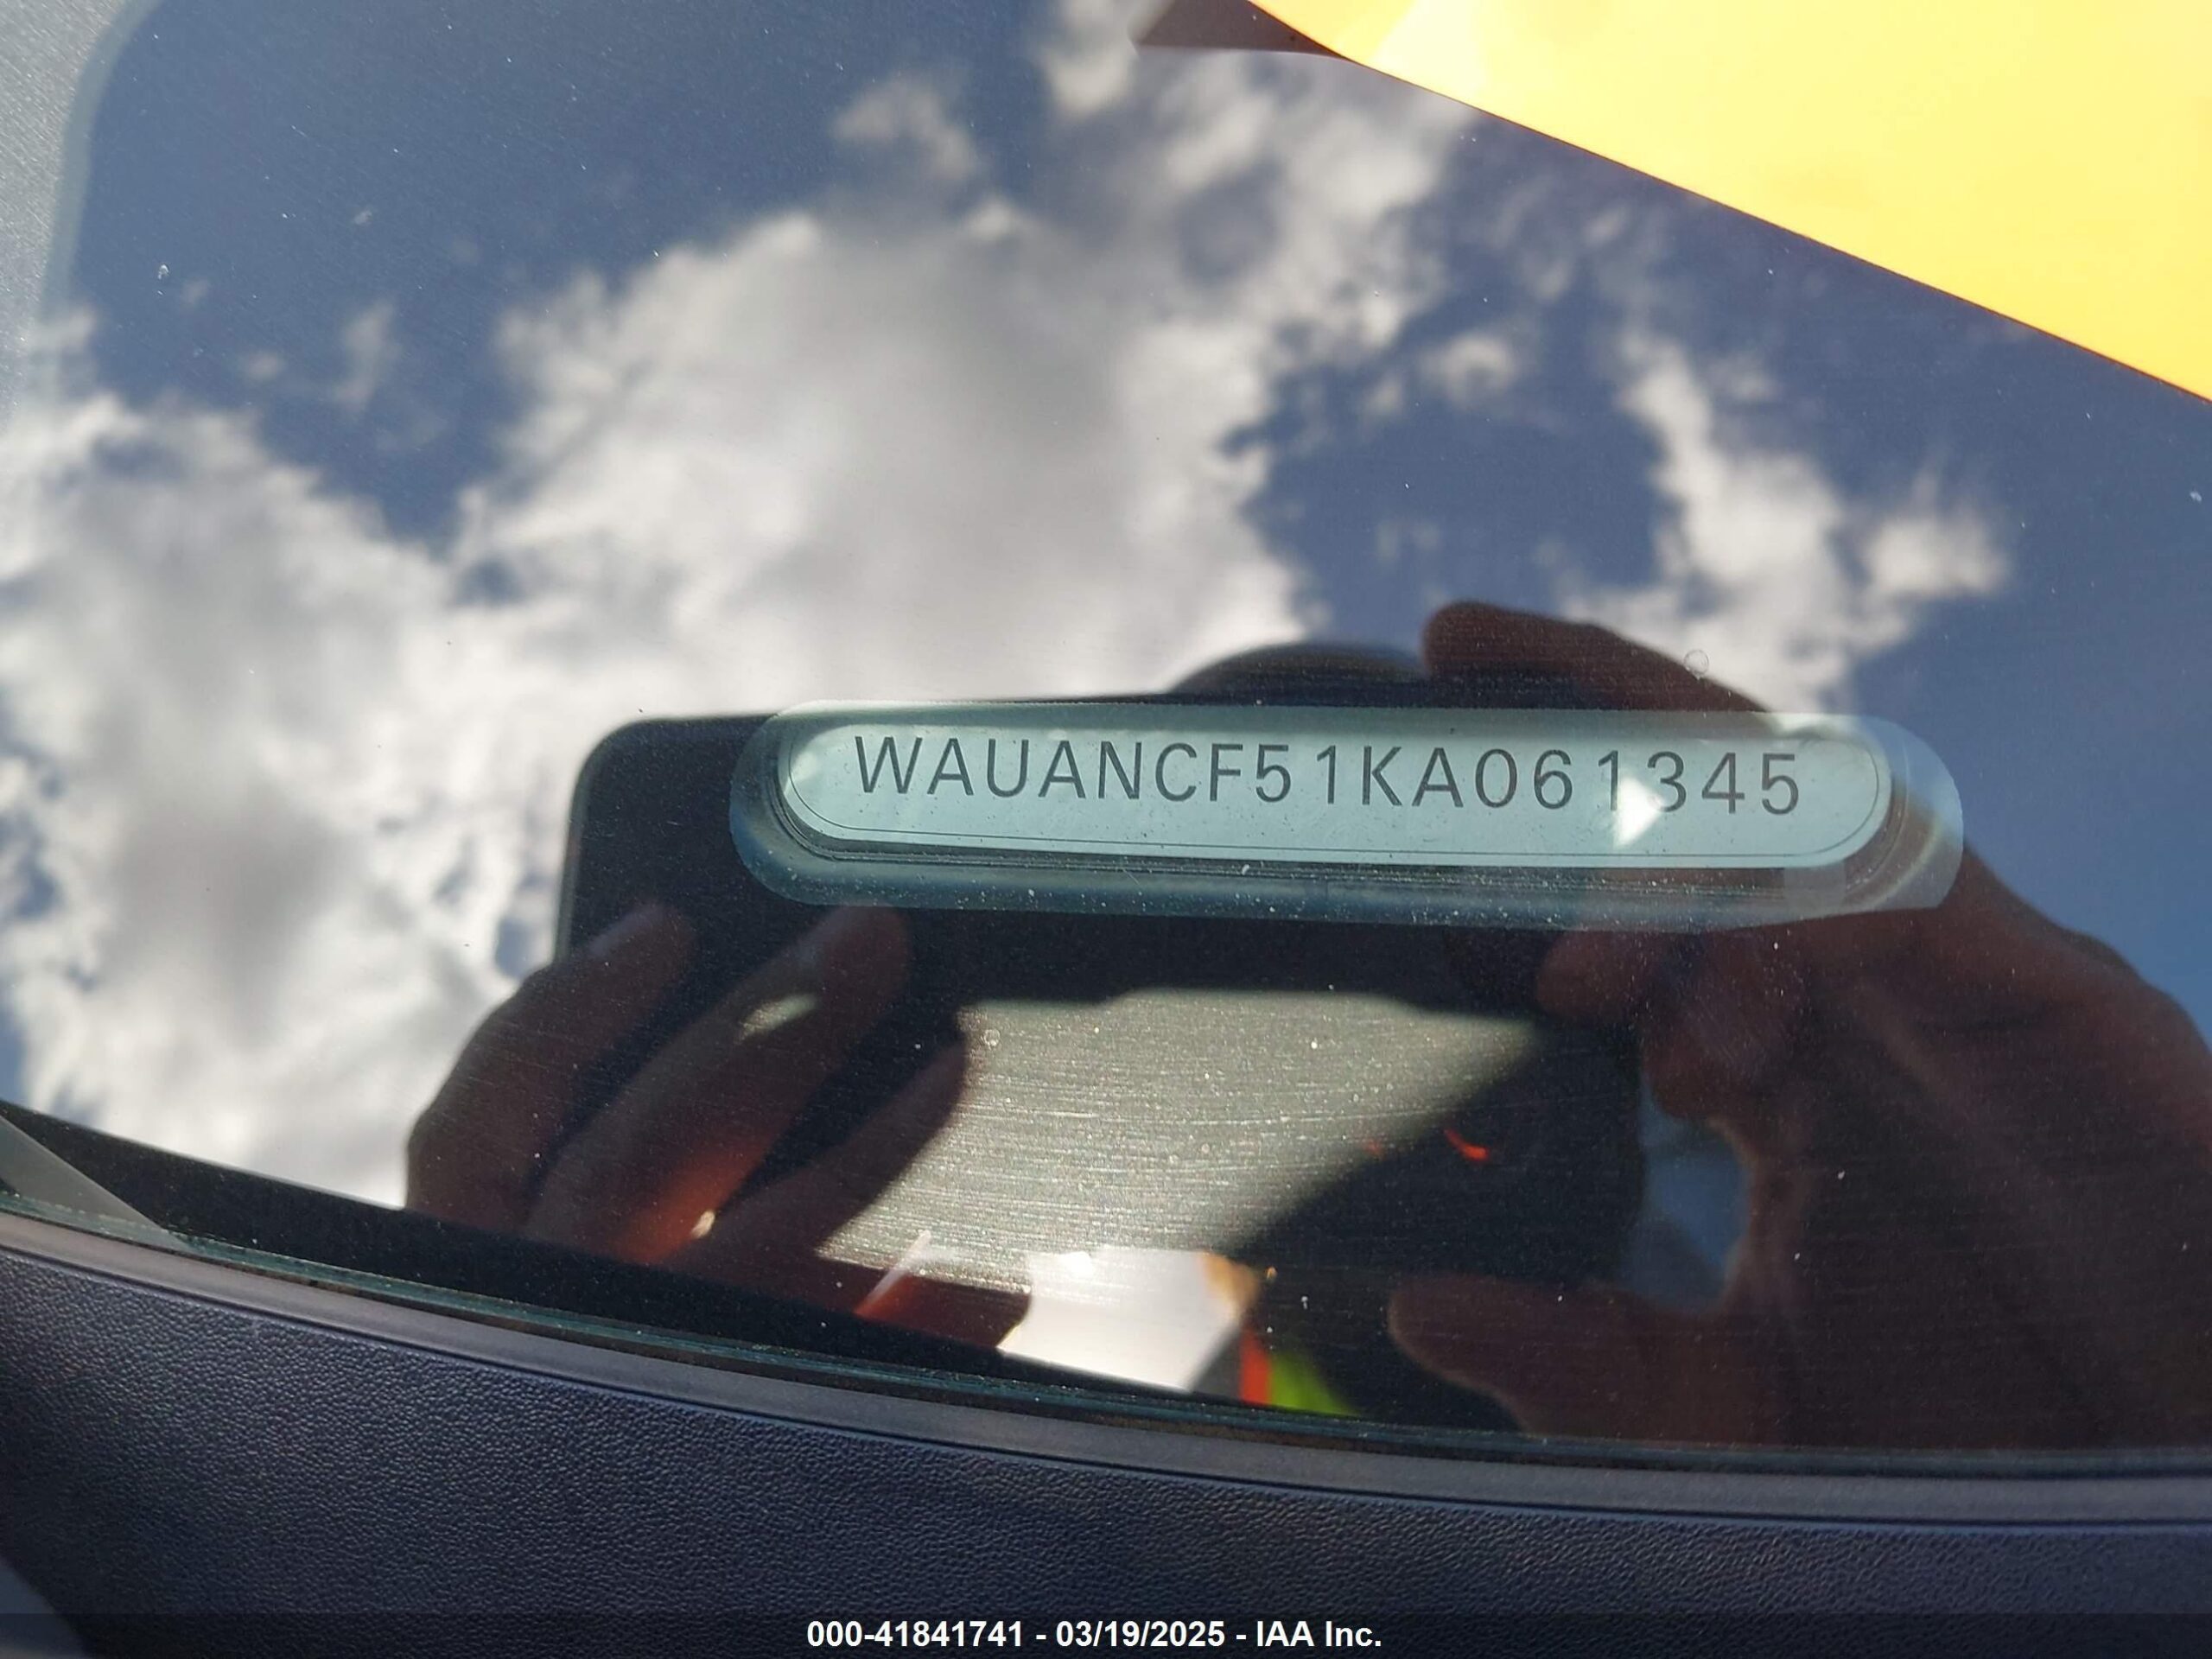 WAUANCF51KA061345
000-41841741 - 03/19/2025 - IAA Inc.